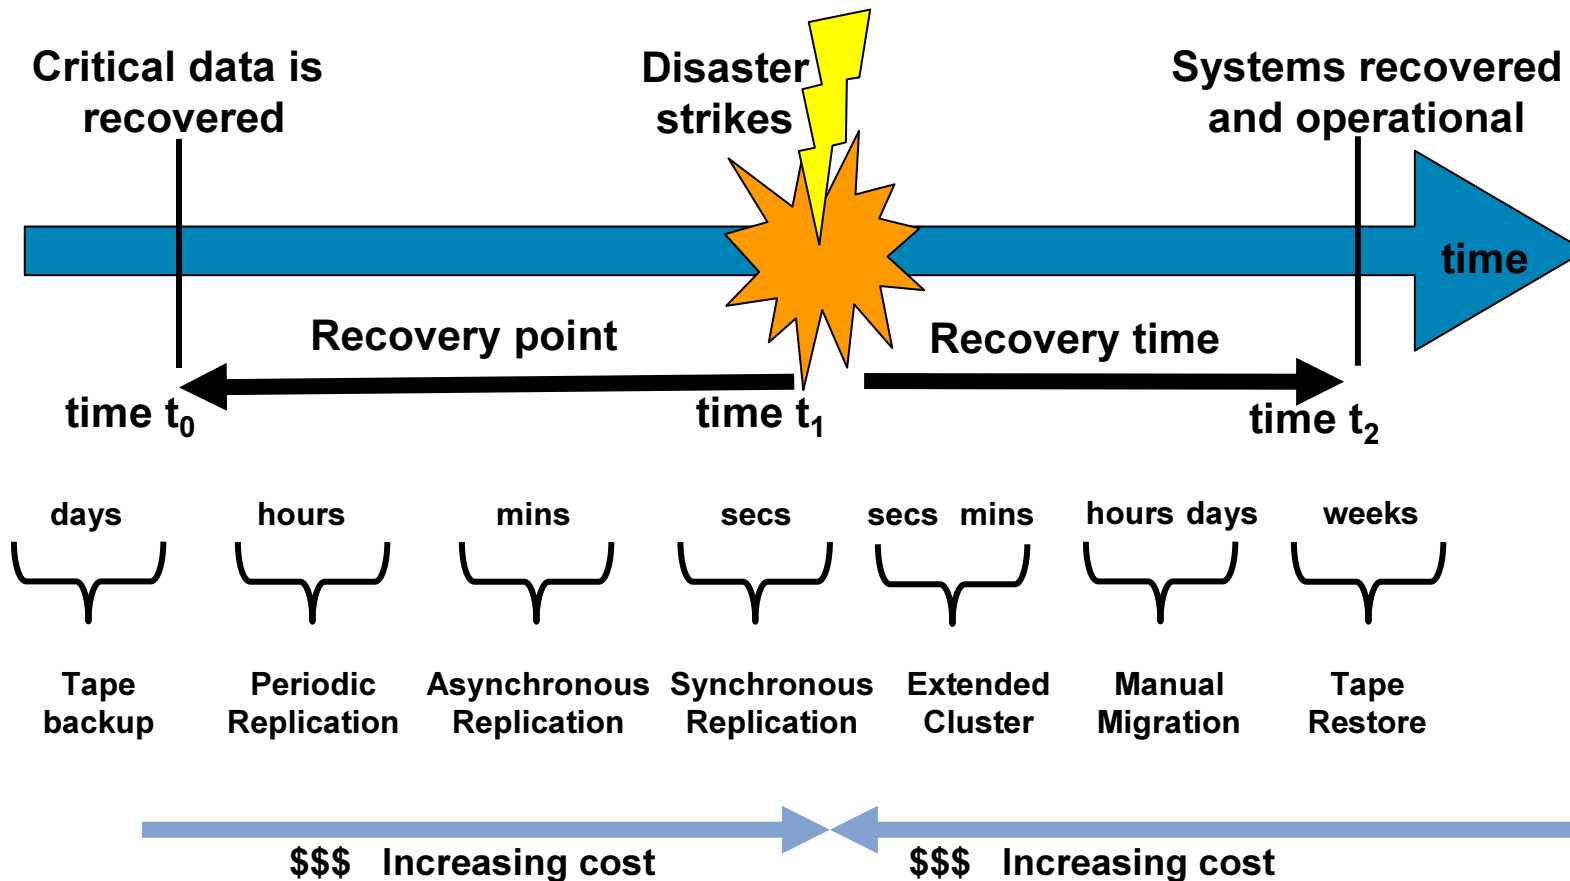 Critical data is
recovered
Disaster
strikes
Systems recovered
and operational
time
Recovery point
Recovery time
time t0
time t1
time t2
days
hours
mins
secs
secs mins
hours days
weeks
Tape
backup
Periodic
Replication
Asynchronous
Replication
Synchronous
Replication
Extended
Cluster
Manual
Migration
Tape
Restore
$$$ Increasing cost
$$$ Increasing cost